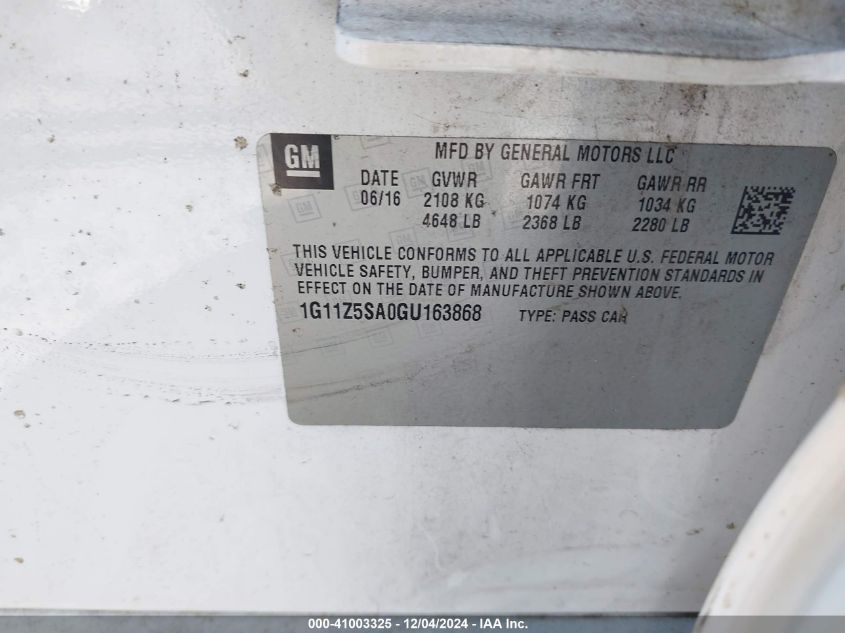 GM
MFD BY GENERAL MOTORS LLC
DATE GVWR GAWR FRT GAWR RR
06/16 2108 KG 1074 KG 1034 KG
4648 LB 2368 LB 2280 LB
THIS VEHICLE CONFORMS TO ALL APPLICABLE U.S. FEDERAL MOTOR
VEHICLE SAFETY, BUMPER, AND THEFT PREVENTION STANDARDS IN
EFFECT ON THE DATE OF MANUFACTURE SHOWN ABOVE.
1G11Z5SA0GU163868 TYPE: PASS CAR
000-41003325 - 12/04/2024 - IAA Inc.